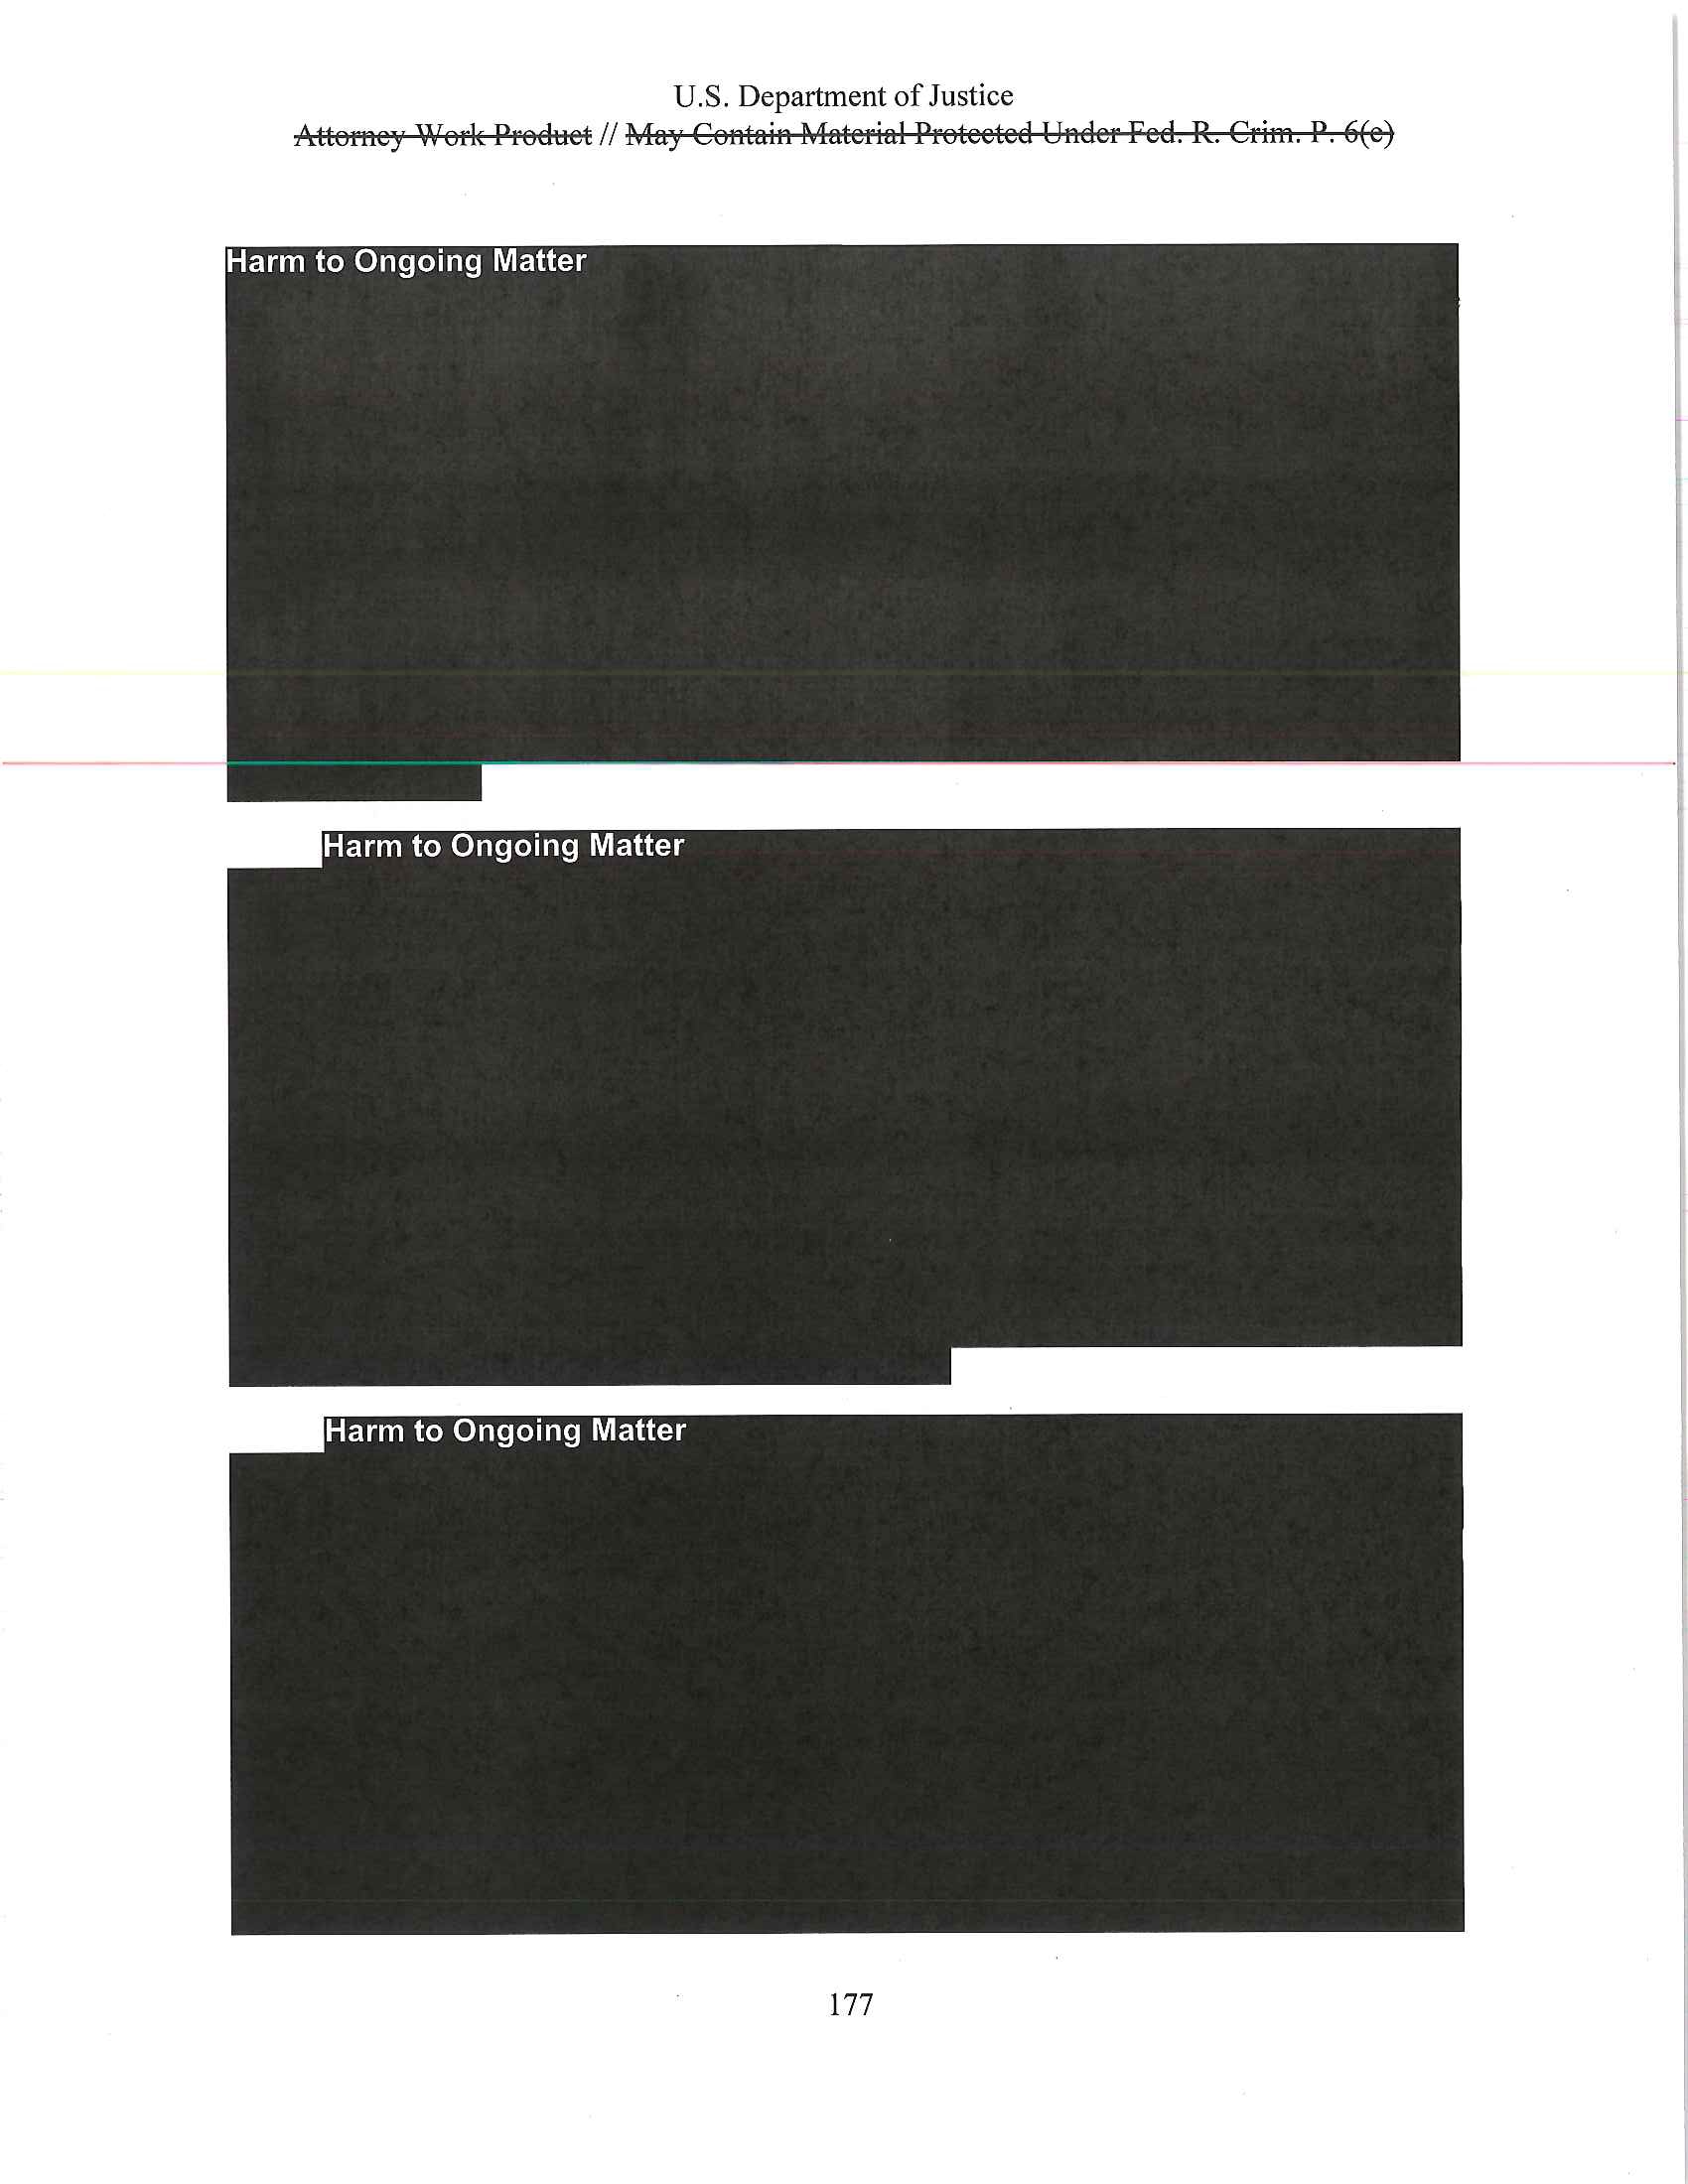 U.S. Department of Justice
Attorney Work Product // May Contain Material Protected Under Fed. R. Crim. P. 6(e)
Harm to Ongoing Matter
Harm to Ongoing Matter
Harm to Ongoing Matter
177